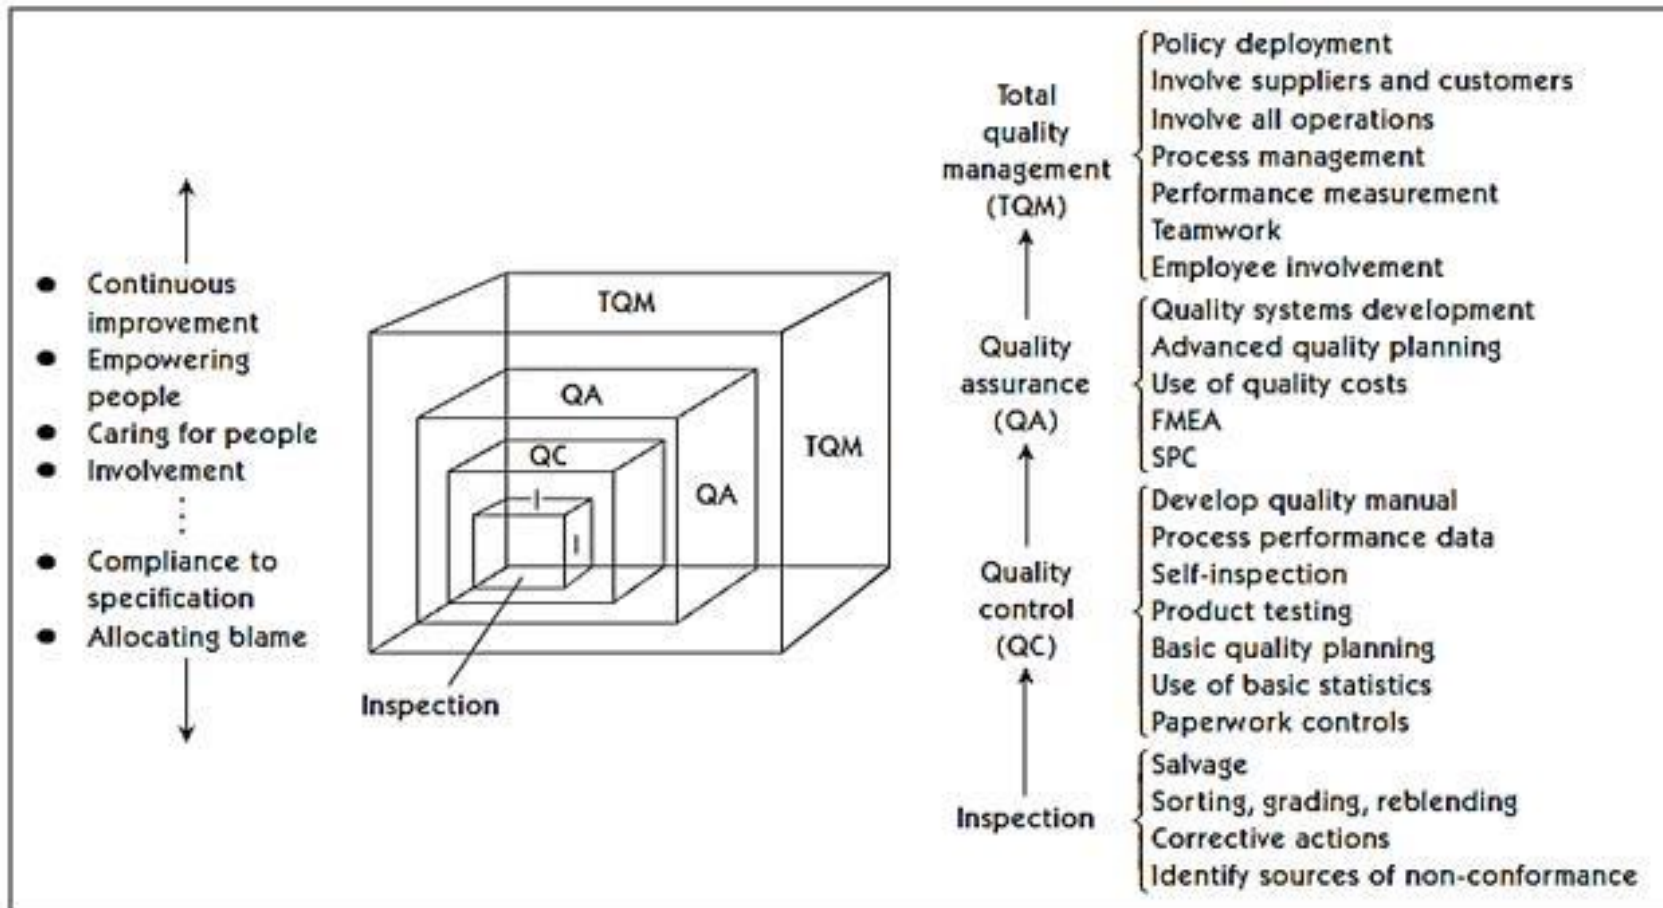 Continuous
improvement
Empowering
people
Caring for people
Involvement
Compliance to
specification
Allocating blame
TQM
QA
QC
I
I
QA
TQM
Inspection
Total
quality
management
(TQM)
Policy deployment
Involve suppliers and customers
Involve all operations
Process management
Performance measurement
Teamwork
Employee involvement
Quality
assurance
(QA)
Quality systems development
Advanced quality planning
Use of quality costs
FMEA
SPC
Quality
control
(QC)
Develop quality manual
Process performance data
Self-inspection
Product testing
Basic quality planning
Use of basic statistics
Paperwork controls
Inspection
Salvage
Sorting, grading, reblending
Corrective actions
Identify sources of non-conformance